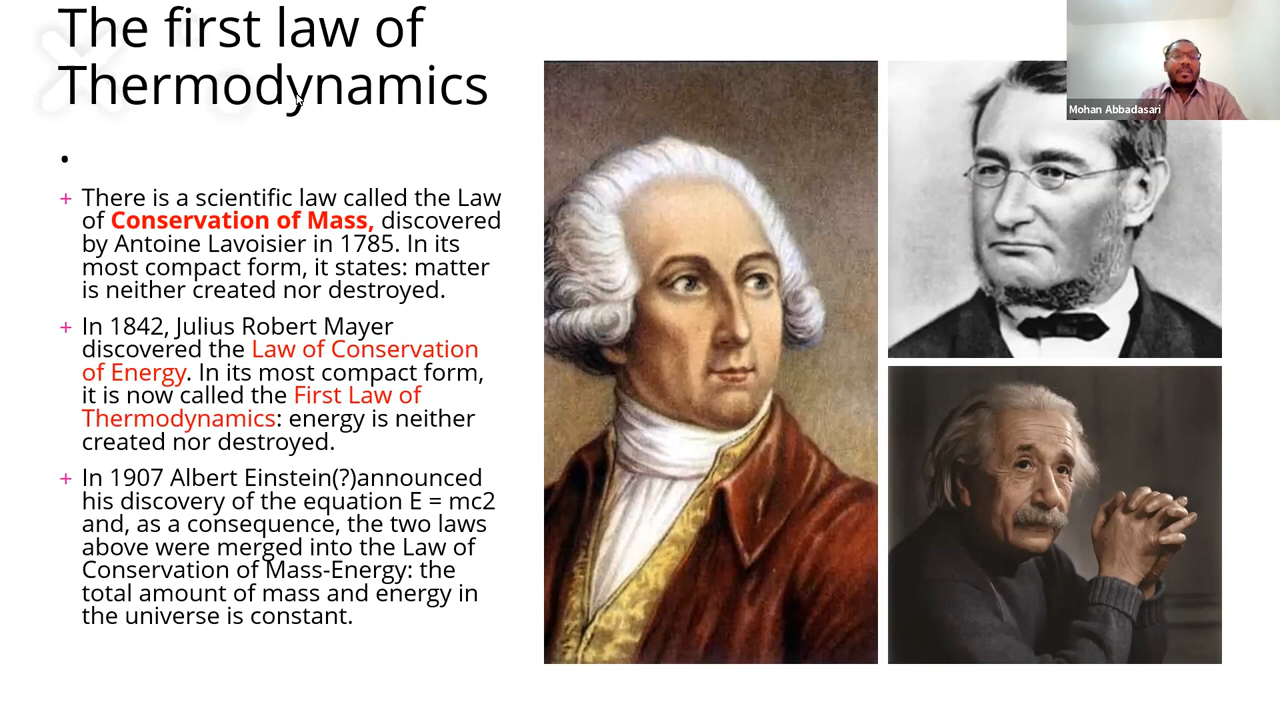 The first law of
Thermodynamics
•
+ There is a scientific law called the Law
of Conservation of Mass, discovered
by Antoine Lavoisier in 1785. In its
most compact form, it states: matter
is neither created nor destroyed.
+ In 1842, Julius Robert Mayer
discovered the Law of Conservation
of Energy. In its most compact form,
it is now called the First Law of
Thermodynamics: energy is neither
created nor destroyed.
+ In 1907 Albert Einstein(?)announced
his discovery of the equation E = mc2
and, as a consequence, the two laws
above were merged into the Law of
Conservation of Mass-Energy: the
total amount of mass and energy in
the universe is constant.
Mohan Abbadasari